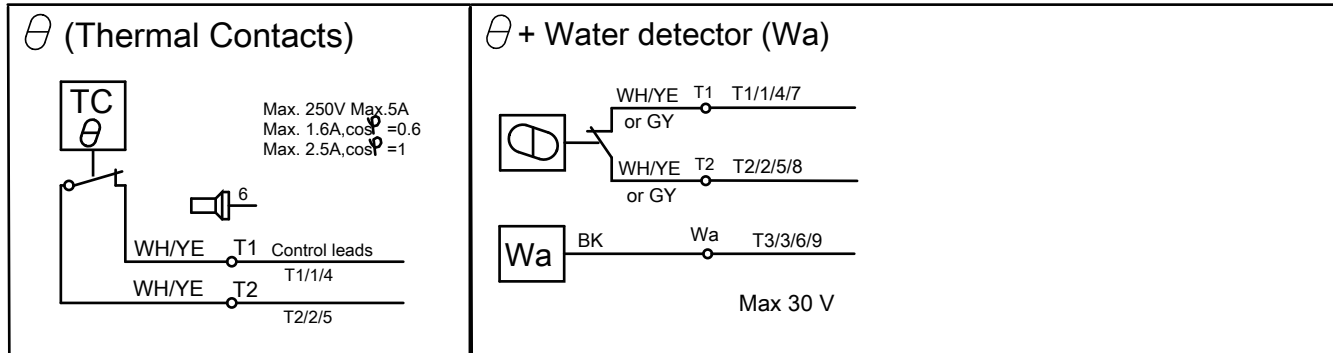 θ (Thermal Contacts)
TC
θ
Max. 250V Max.5A
Max. 1.6A,cosφ =0.6
Max. 2.5A,cosφ =1
6
WH/YE T1 Control leads
T1/1/4
WH/YE T2
T2/2/5
θ + Water detector (Wa)
WH/YE T1 T1/1/4/7
or GY
θ
WH/YE T2 T2/2/5/8
or GY
Wa BK Wa T3/3/6/9
Max 30 V